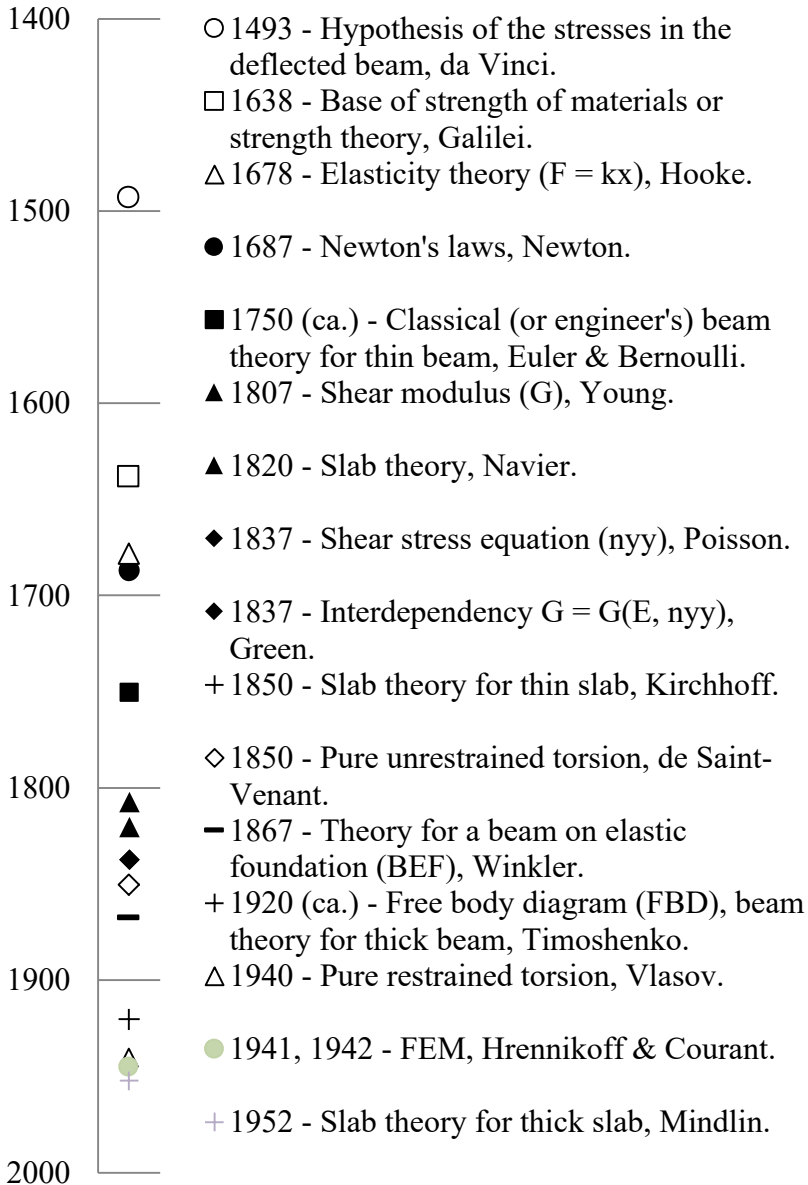 1400
1500
1600
1700
1800
1900
2000
1493 - Hypothesis of the stresses in the
deflected beam, da Vinci.
1638 - Base of strength of materials or
strength theory, Galilei.
1678 - Elasticity theory (F = kx), Hooke.
1687 - Newton's laws, Newton.
1750 (ca.) - Classical (or engineer's) beam
theory for thin beam, Euler & Bernoulli.
1807 - Shear modulus (G), Young.
1820 - Slab theory, Navier.
1837 - Shear stress equation (nyy), Poisson.
1837 - Interdependency G = G(E, nyy),
Green.
1850 - Slab theory for thin slab, Kirchhoff.
1850 - Pure unrestrained torsion, de Saint-
Venant.
1867 - Theory for a beam on elastic
foundation (BEF), Winkler.
1920 (ca.) - Free body diagram (FBD), beam
theory for thick beam, Timoshenko.
1940 - Pure restrained torsion, Vlasov.
1941, 1942 - FEM, Hrennikoff & Courant.
1952 - Slab theory for thick slab, Mindlin.